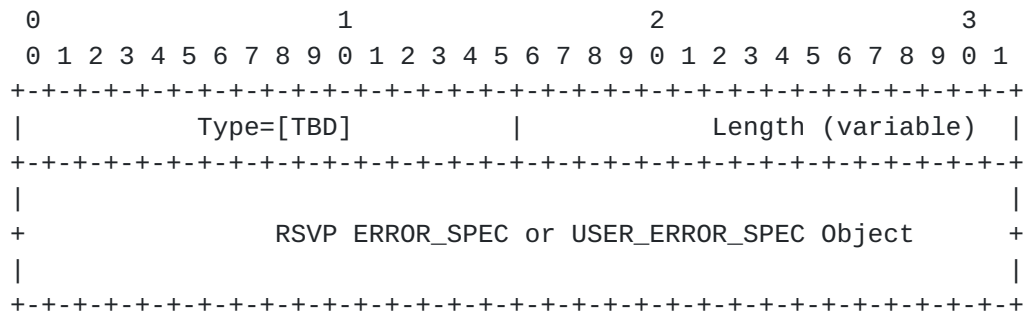 0                   1                   2                   3
 0 1 2 3 4 5 6 7 8 9 0 1 2 3 4 5 6 7 8 9 0 1 2 3 4 5 6 7 8 9 0 1
+-+-+-+-+-+-+-+-+-+-+-+-+-+-+-+-+-+-+-+-+-+-+-+-+-+-+-+-+-+-+-+-+
|           Type=[TBD]          |            Length (variable)  |
+-+-+-+-+-+-+-+-+-+-+-+-+-+-+-+-+-+-+-+-+-+-+-+-+-+-+-+-+-+-+-+-+
|                                                               |
+                RSVP ERROR_SPEC or USER_ERROR_SPEC Object      +
|                                                               |
+-+-+-+-+-+-+-+-+-+-+-+-+-+-+-+-+-+-+-+-+-+-+-+-+-+-+-+-+-+-+-+-+